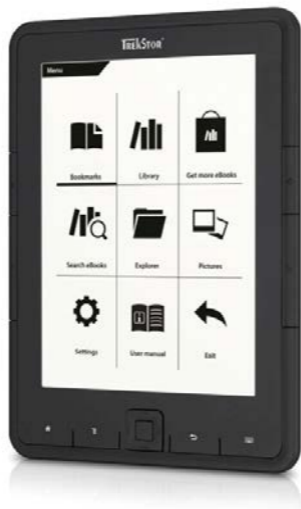 TREKSTOR
Menu
Bookmarks
Library
Get more eBooks
Search eBooks
Explorer
Pictures
Settings
User manual
Exit